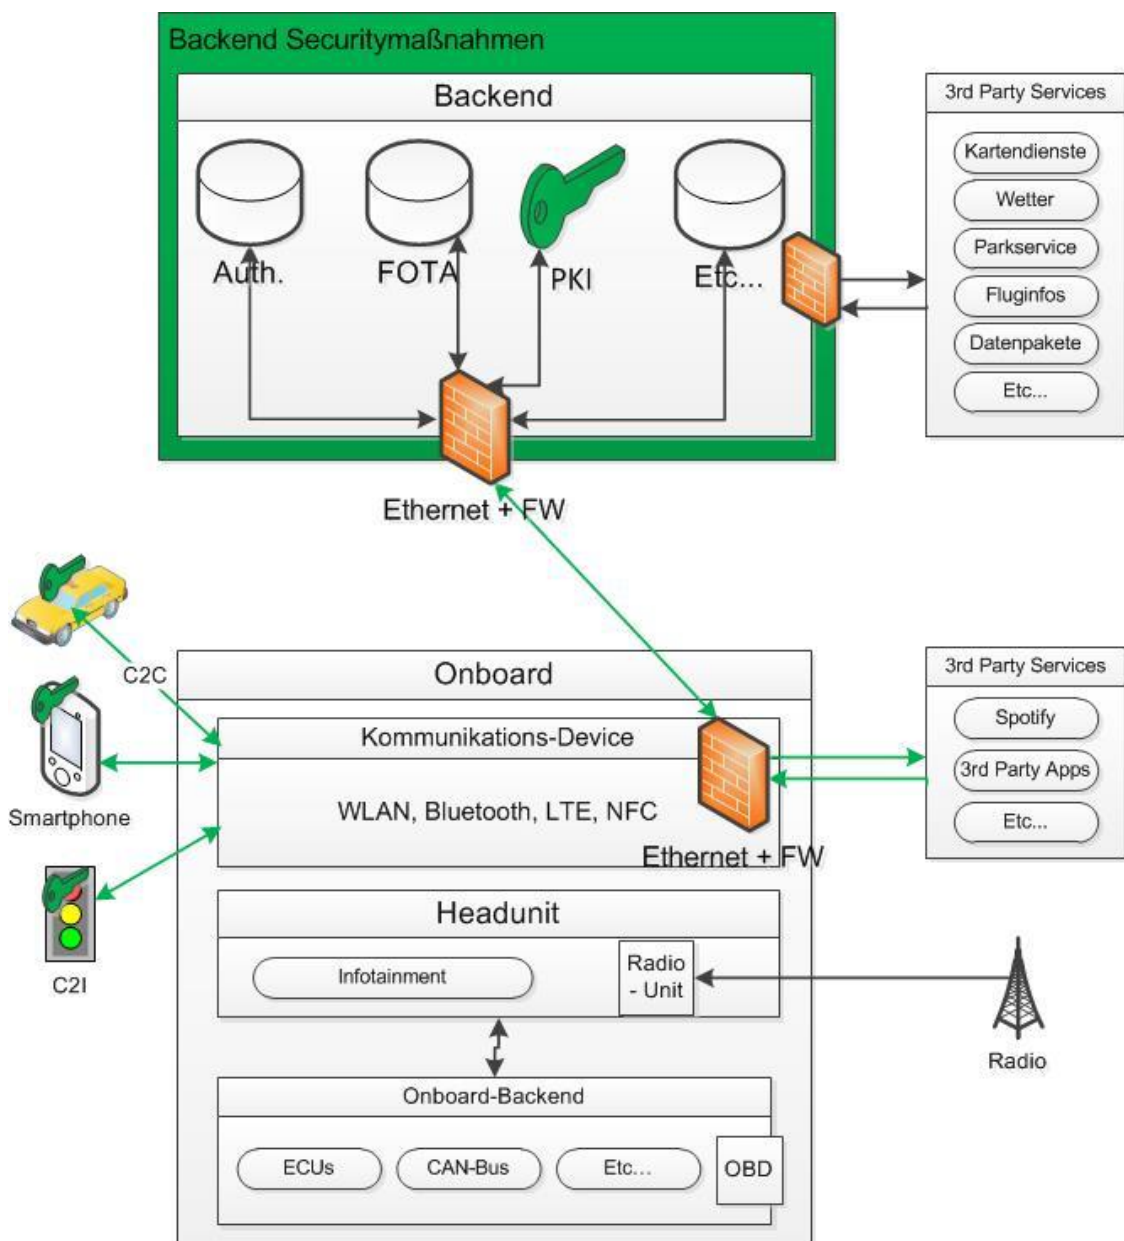 Backend Securitymaßnahmen
Backend
Auth.
FOTA
PKI
Etc...
3rd Party Services
Kartendienste
Wetter
Parkservice
Fluginfos
Datenpakete
Etc...
Ethernet + FW
C2C
Smartphone
C2I
Onboard
Kommunikations-Device
WLAN, Bluetooth, LTE, NFC
Ethernet + FW
3rd Party Services
Spotify
3rd Party Apps
Etc...
Headunit
Infotainment
Radio
- Unit
Radio
Onboard-Backend
ECUs
CAN-Bus
Etc...
OBD